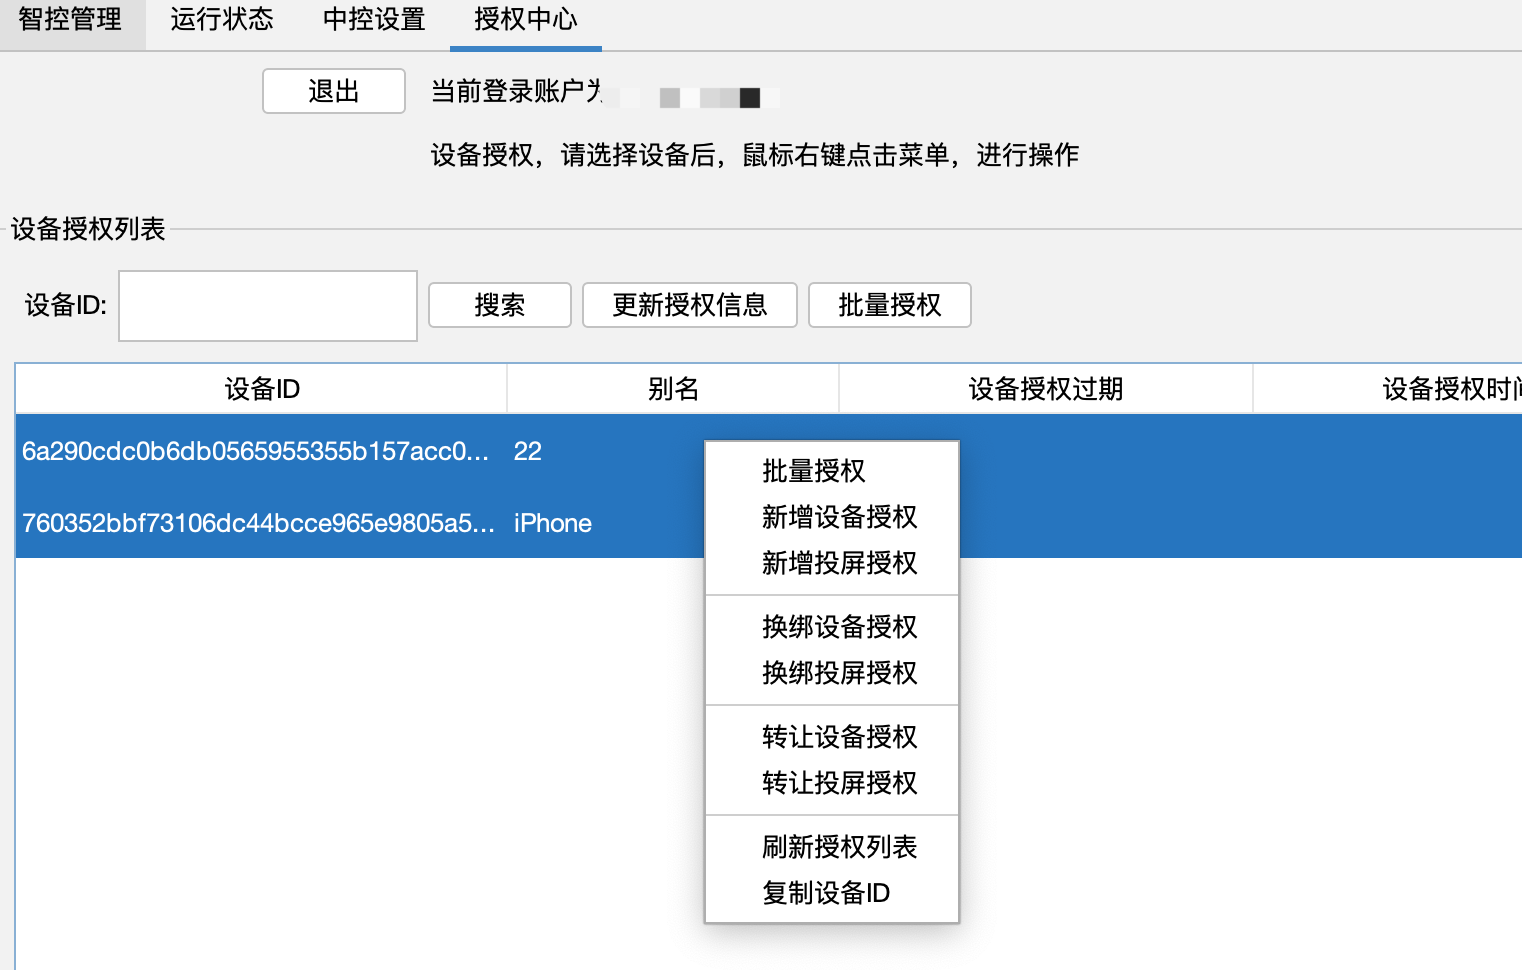 智控管理 运行状态 中控设置 授权中心
退出 当前登录账户为
设备授权，请选择设备后，鼠标右键点击菜单，进行操作
设备授权列表
设备ID: 搜索 更新授权信息 批量授权
设备ID 别名 设备授权过期 设备授权时间
6a290cdc0b6db0565955355b157acc0... 22
760352bbf73106dc44bcce965e9805a5... iPhone
批量授权
新增设备授权
新增投屏授权
换绑设备授权
换绑投屏授权
转让设备授权
转让投屏授权
刷新授权列表
复制设备ID